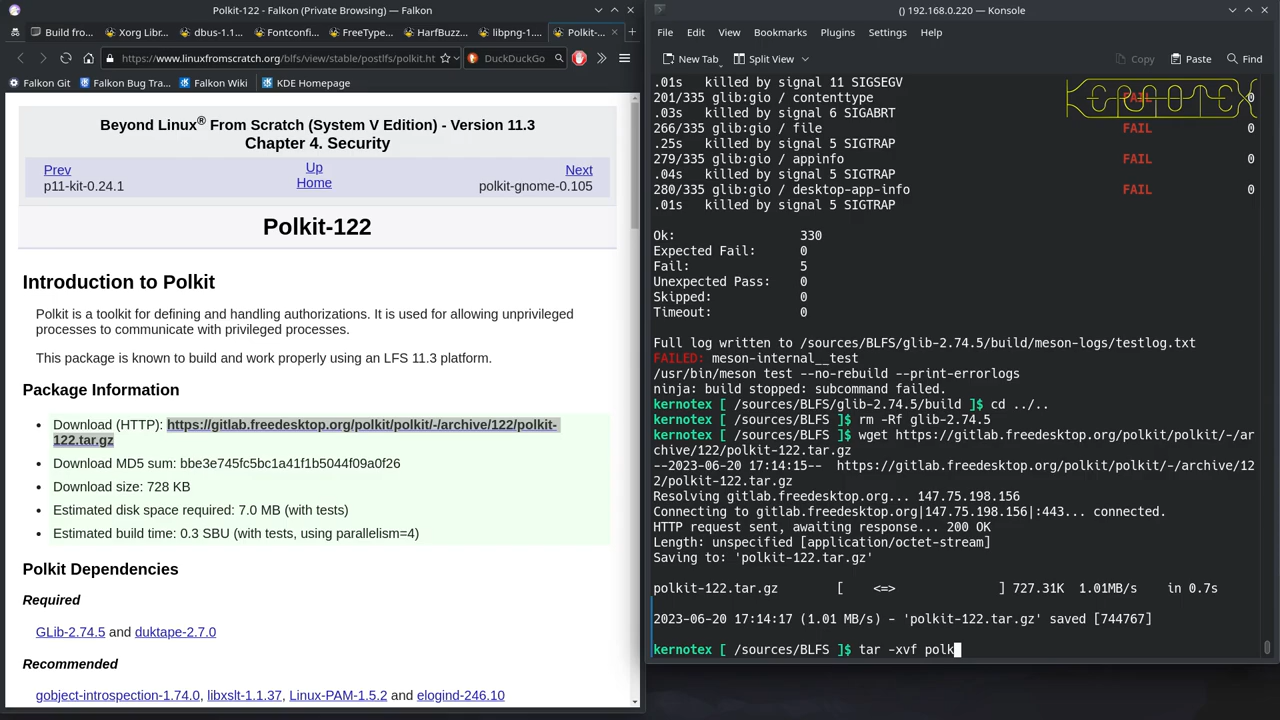 Polkit-122 - Falkon (Private Browsing) — Falkon
Build fro...
Xorg Libr...
dbus-1.1...
Fontconfi...
FreeType...
HarfBuzz...
libpng-1....
Polkit-...
https://www.linuxfromscratch.org/blfs/view/stable/postlfs/polkit.ht
DuckDuckGo
Falkon Git
Falkon Bug Tra...
Falkon Wiki
KDE Homepage
Beyond Linux® From Scratch (System V Edition) - Version 11.3
Chapter 4. Security
Prev
Up
Next
p11-kit-0.24.1
Home
polkit-gnome-0.105
Polkit-122
Introduction to Polkit
Polkit is a toolkit for defining and handling authorizations. It is used for allowing unprivileged
processes to communicate with privileged processes.
This package is known to build and work properly using an LFS 11.3 platform.
Package Information
Download (HTTP): https://gitlab.freedesktop.org/polkit/polkit/-/archive/122/polkit-
122.tar.gz
Download MD5 sum: bbe3e745fc5bc1a41f1b5044f09a0f26
Download size: 728 KB
Estimated disk space required: 7.0 MB (with tests)
Estimated build time: 0.3 SBU (with tests, using parallelism=4)
Polkit Dependencies
Required
GLib-2.74.5 and duktape-2.7.0
Recommended
gobject-introspection-1.74.0, libxslt-1.1.37, Linux-PAM-1.5.2 and elogind-246.10
() 192.168.0.220 — Konsole
File Edit View Bookmarks Plugins Settings Help
New Tab
Split View
Copy
Paste
Find
.01s killed by signal 11 SIGSEGV
201/335 glib:gio / contenttype FAIL 0
.03s killed by signal 6 SIGABRT
266/335 glib:gio / file FAIL 0
.25s killed by signal 5 SIGTRAP
279/335 glib:gio / appinfo FAIL 0
.04s killed by signal 5 SIGTRAP
280/335 glib:gio / desktop-app-info FAIL 0
.01s killed by signal 5 SIGTRAP
Ok: 330
Expected Fail: 0
Fail: 5
Unexpected Pass: 0
Skipped: 0
Timeout: 0
Full log written to /sources/BLFS/glib-2.74.5/build/meson-logs/testlog.txt
FAILED: meson-internal__test
/usr/bin/meson test --no-rebuild --print-errorlogs
ninja: build stopped: subcommand failed.
kernotex [ /sources/BLFS/glib-2.74.5/build ]$ cd ../..
kernotex [ /sources/BLFS ]$ rm -Rf glib-2.74.5
kernotex [ /sources/BLFS ]$ wget https://gitlab.freedesktop.org/polkit/polkit/-/ar
chive/122/polkit-122.tar.gz
--2023-06-20 17:14:15-- https://gitlab.freedesktop.org/polkit/polkit/-/archive/12
2/polkit-122.tar.gz
Resolving gitlab.freedesktop.org... 147.75.198.156
Connecting to gitlab.freedesktop.org|147.75.198.156|:443... connected.
HTTP request sent, awaiting response... 200 OK
Length: unspecified [application/octet-stream]
Saving to: 'polkit-122.tar.gz'
polkit-122.tar.gz [ <=> ] 727.31K 1.01MB/s in 0.7s
2023-06-20 17:14:17 (1.01 MB/s) - 'polkit-122.tar.gz' saved [744767]
kernotex [ /sources/BLFS ]$ tar -xvf polk